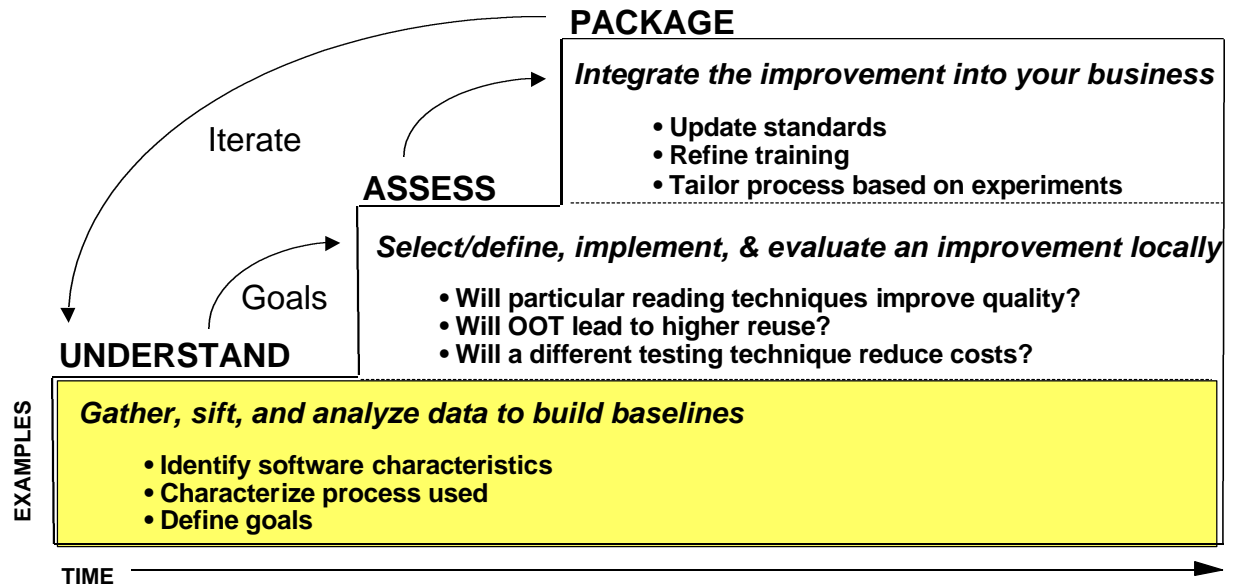 PACKAGE
Integrate the improvement into your business
• Update standards
• Refine training
• Tailor process based on experiments
Iterate
ASSESS
Select/define, implement, & evaluate an improvement locally
• Will particular reading techniques improve quality?
• Will OOT lead to higher reuse?
• Will a different testing technique reduce costs?
Goals
UNDERSTAND
Gather, sift, and analyze data to build baselines
• Identify software characteristics
• Characterize process used
• Define goals
EXAMPLES
TIME